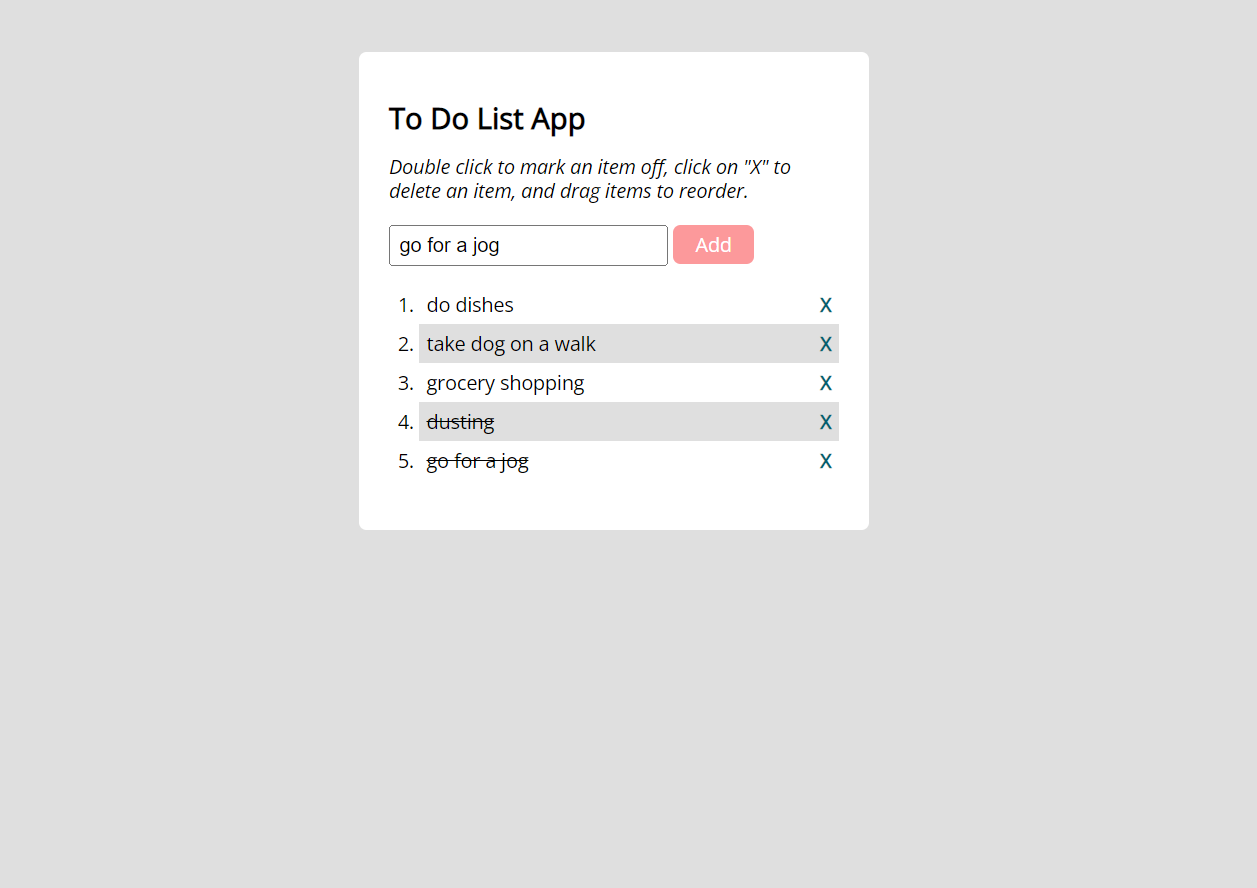 To Do List App
Double click to mark an item off, click on "X" to
delete an item, and drag items to reorder.
go for a jog Add
1. do dishes X
2. take dog on a walk X
3. grocery shopping X
4. dusting X
5. go for a jog X